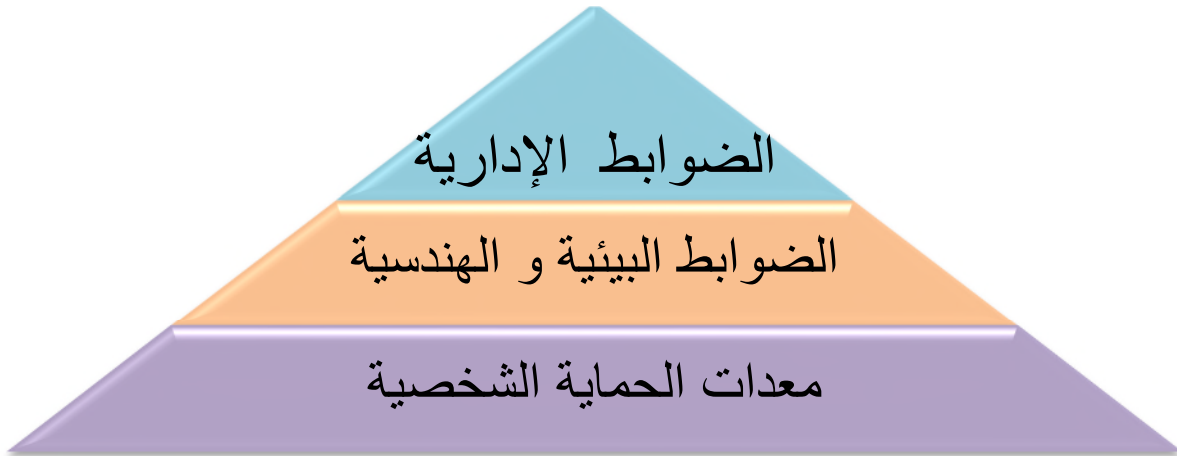 الضوابط الإدارية
الضوابط البيئية و الهندسية
معدات الحماية الشخصية